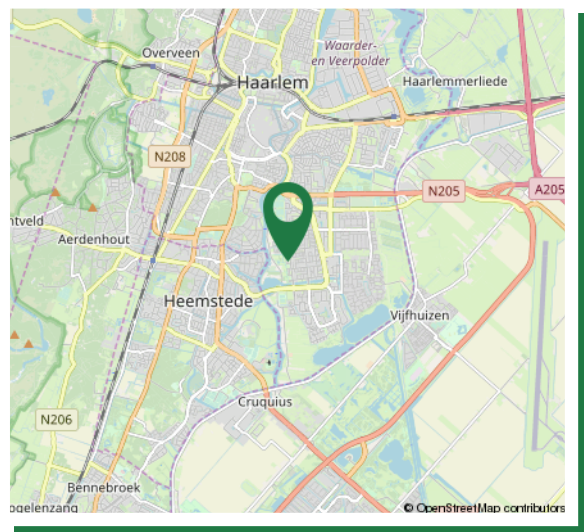 Overveen
Waarder-
en Veerpolder
Haarlem
Haarlemmerliede
N208
N205
A205
ntveld
Aerdenhout
Heemstede
Vijfhuizen
Cruquius
N206
Bennebroek
ogelenzang
© OpenStreetMap contributors